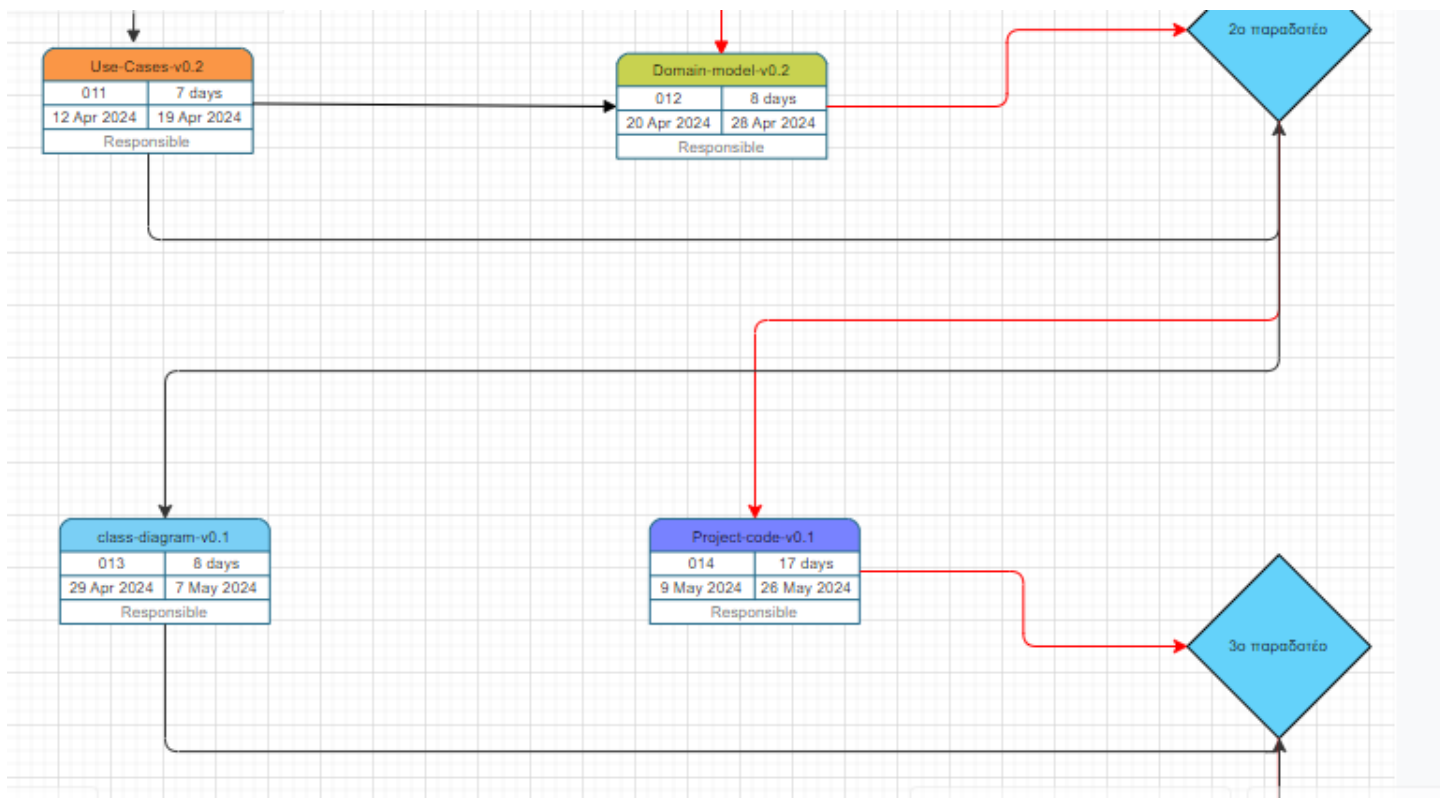 2ο παραδοτέο
Use-Cases-v0.2
011 7 days
12 Apr 2024 19 Apr 2024
Responsible
Domain-model-v0.2
012 8 days
20 Apr 2024 28 Apr 2024
Responsible
class-diagram-v0.1
013 8 days
29 Apr 2024 7 May 2024
Responsible
Project-code-v0.1
014 17 days
9 May 2024 26 May 2024
Responsible
3ο παραδοτέο